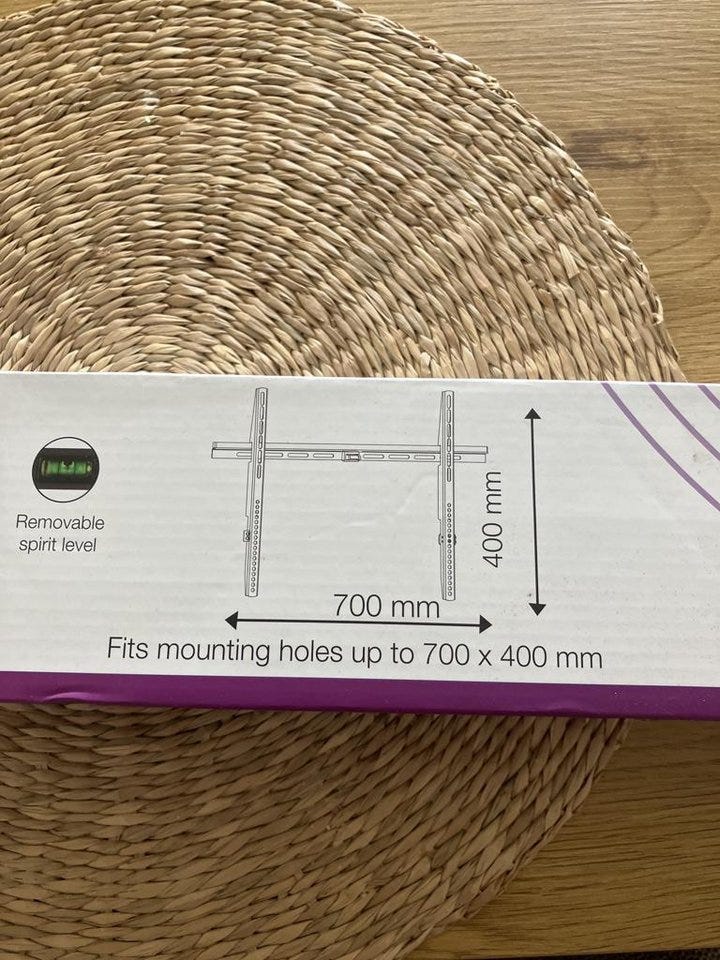 Removable
spirit level
400 mm
700 mm
Fits mounting holes up to 700 x 400 mm